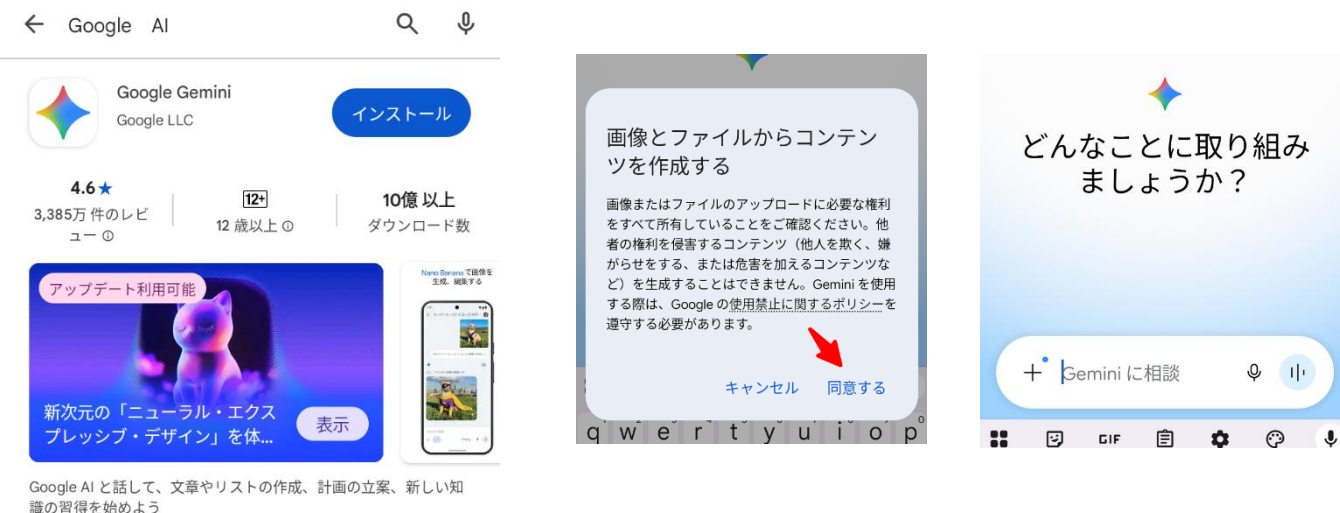 Google AI
Google Gemini
Google LLC
インストール
4.6★
3,385万 件のレビ
ュー
12+
12 歳以上
10億 以上
ダウンロード数
アップデート利用可能
新次元の「ニューラル・エクス
プレッシブ・デザイン」を体...
表示
Nano Banana で画像を
生成、編集する
Google AI と話して、文章やリストの作成、計画の立案、新しい知
識の習得を始めよう
画像とファイルからコンテン
ツを作成する
画像またはファイルのアップロードに必要な権利
をすべて所有していることをご確認ください。他
者の権利を侵害するコンテンツ（他人を欺く、嫌
がらせをする、または危害を加えるコンテンツな
ど）を生成することはできません。Gemini を使用
する際は、Google の使用禁止に関するポリシーを
遵守する必要があります。
キャンセル 同意する
q w e r t y u i o p
どんなことに取り組み
ましょうか？
Gemini に相談
GIF